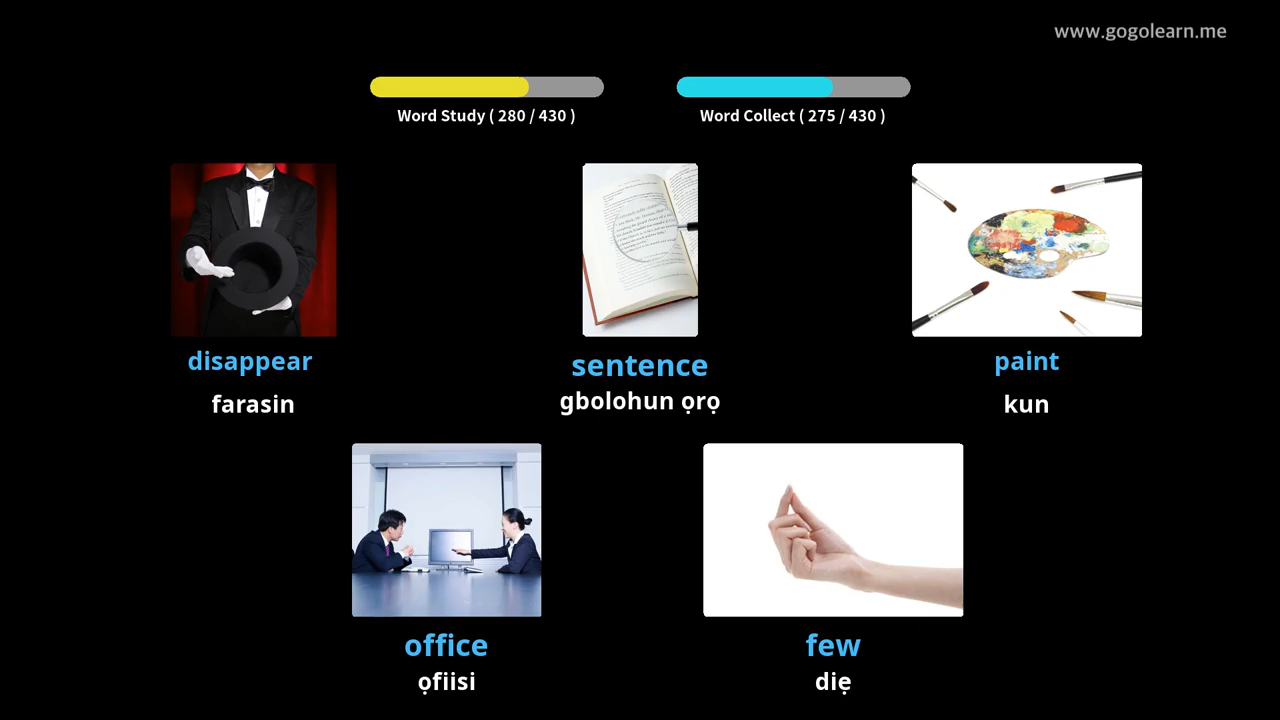 www.gogolearn.me
Word Study ( 280 / 430 )
Word Collect ( 275 / 430 )
disappear
farasin
sentence
gbolohun ọrọ
paint
kun
office
ọfiisi
few
diẹ